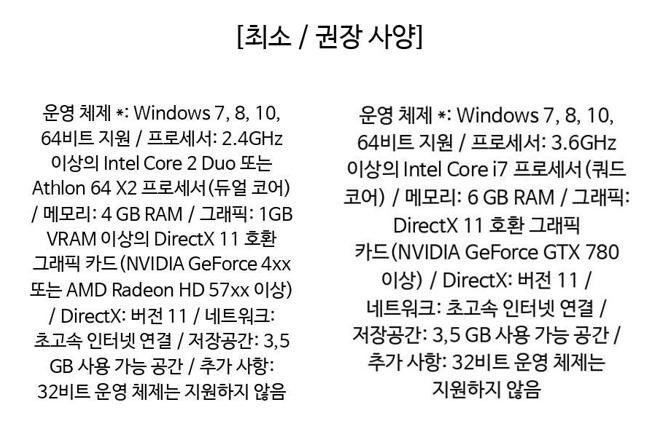 [최소 / 권장 사양]
운영 체제 *: Windows 7, 8, 10,
64비트 지원 / 프로세서: 2.4GHz
이상의 Intel Core 2 Duo 또는
Athlon 64 X2 프로세서(듀얼 코어)
/ 메모리: 4 GB RAM / 그래픽: 1GB
VRAM 이상의 DirectX 11 호환
그래픽 카드(NVIDIA GeForce 4xx
또는 AMD Radeon HD 57xx 이상)
/ DirectX: 버전 11 / 네트워크:
초고속 인터넷 연결 / 저장공간: 3,5
GB 사용 가능 공간 / 추가 사항:
32비트 운영 체제는 지원하지 않음
운영 체제 *: Windows 7, 8, 10,
64비트 지원 / 프로세서: 3.6GHz
이상의 Intel Core i7 프로세서(쿼드
코어) / 메모리: 6 GB RAM / 그래픽:
DirectX 11 호환 그래픽
카드(NVIDIA GeForce GTX 780
이상) / DirectX: 버전 11 /
네트워크: 초고속 인터넷 연결 /
저장공간: 3,5 GB 사용 가능 공간 /
추가 사항: 32비트 운영 체제는
지원하지 않음